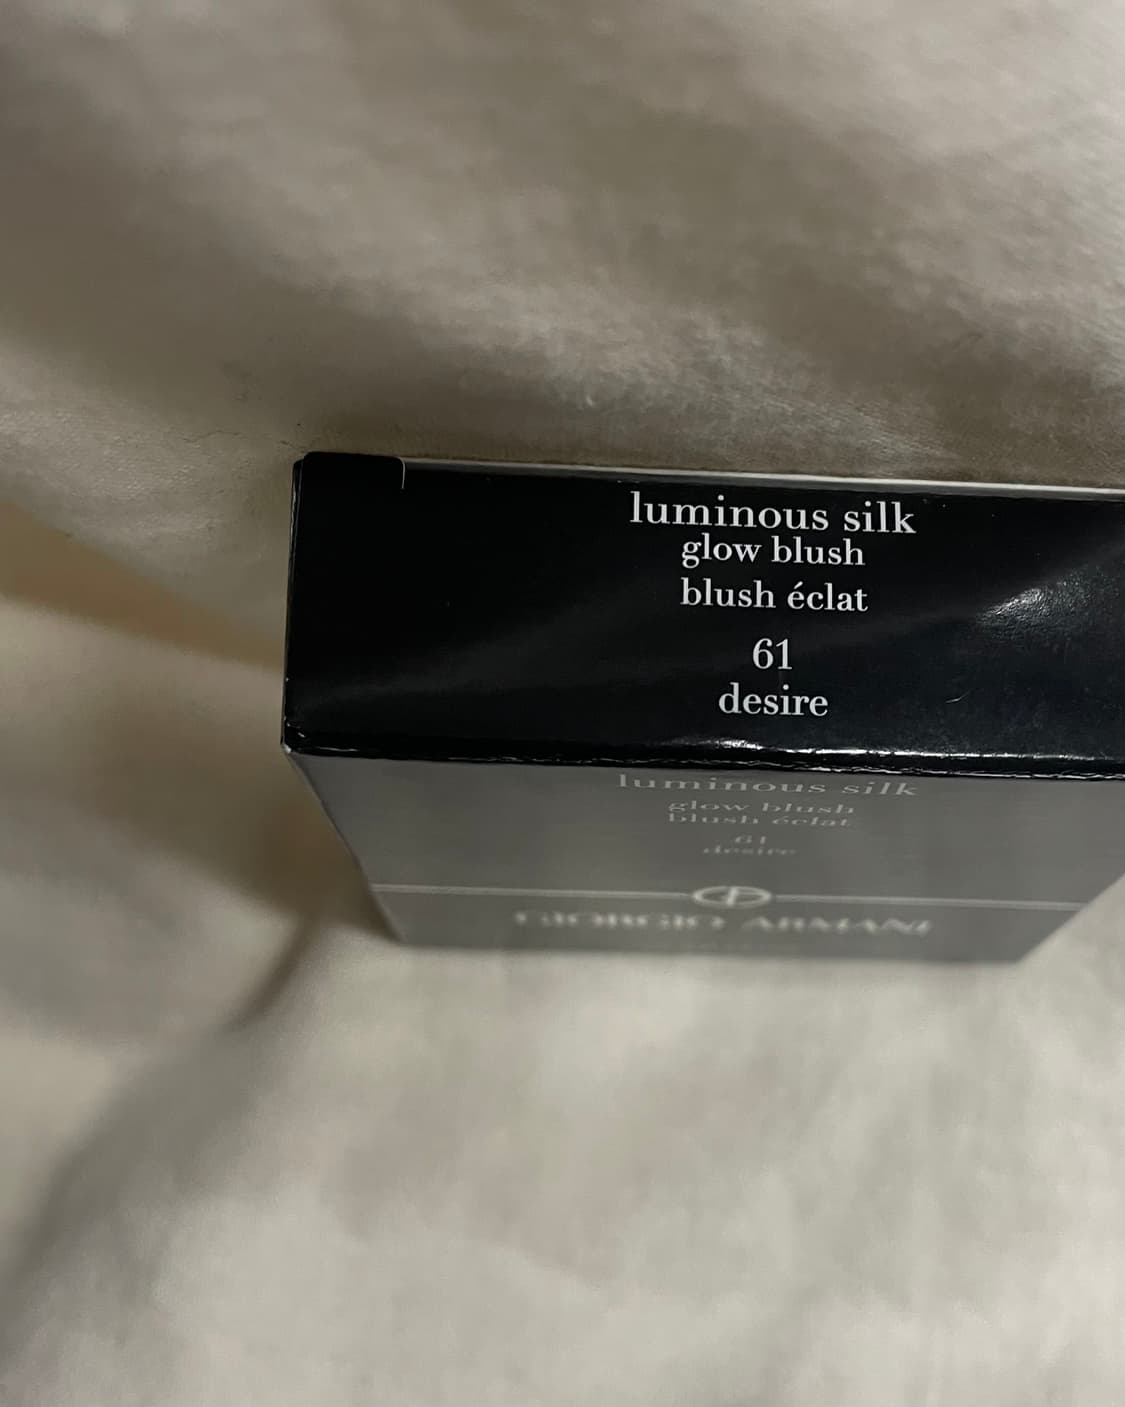 luminous silk
glow blush
blush éclat
61
desire
luminous silk
glow blush
blush éclat
61
desire
GIORGIO ARMANI